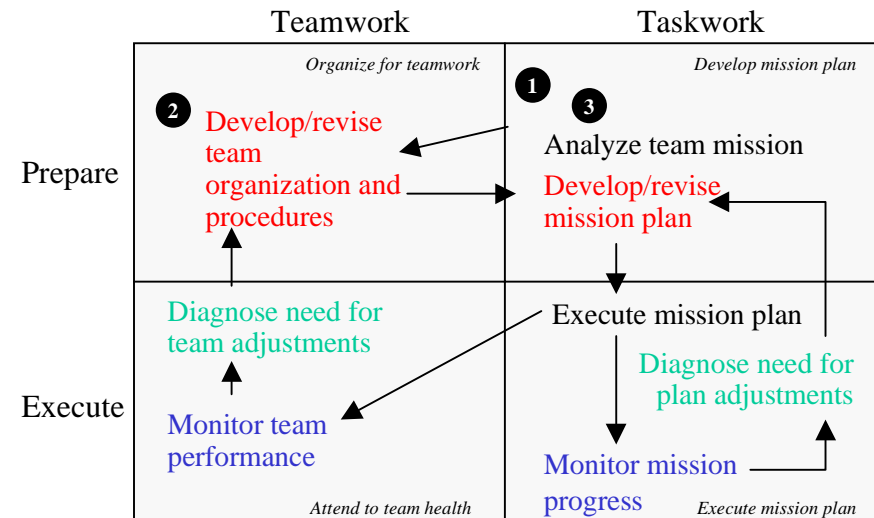 Teamwork
Taskwork
Prepare
Execute
Organize for teamwork
2
Develop/revise
team
organization and
procedures
Develop mission plan
1
3
Analyze team mission
Develop/revise
mission plan
Diagnose need for
team adjustments
Monitor team
performance
Attend to team health
Execute mission plan
Diagnose need for
plan adjustments
Monitor mission
progress
Execute mission plan